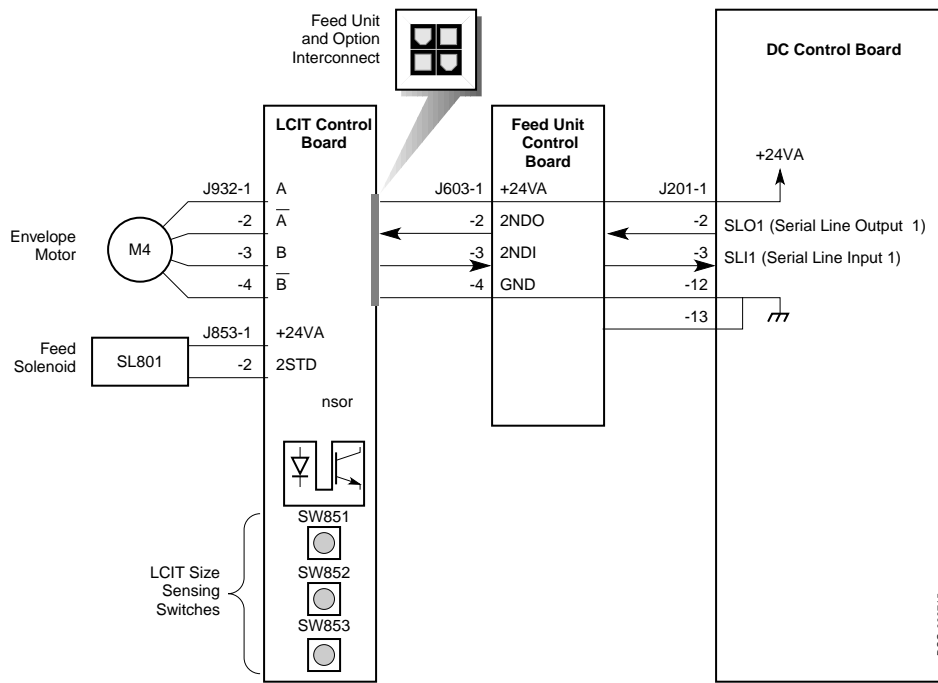 Feed Unit
and Option
Interconnect
DC Control Board
LCIT Control
Board
Feed Unit
Control
Board
+24VA
J932-1 A
-2 A̅
-3 B
-4 B̅
Envelope
Motor
M4
J603-1 +24VA
-2 2NDO
-3 2NDI
-4 GND
J201-1
-2 SLO1 (Serial Line Output 1)
-3 SLI1 (Serial Line Input 1)
-12
-13
J853-1 +24VA
-2 2STD
Feed
Solenoid
SL801
nsor
SW851
SW852
SW853
LCIT Size
Sensing
Switches